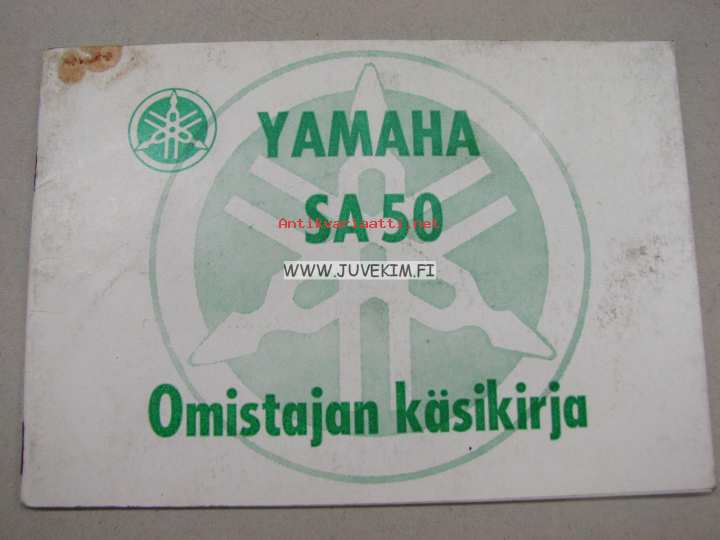 YAMAHA
SA 50
Antikvariaatti.net
WWW.JUVEKIM.FI
Omistajan käsikirja